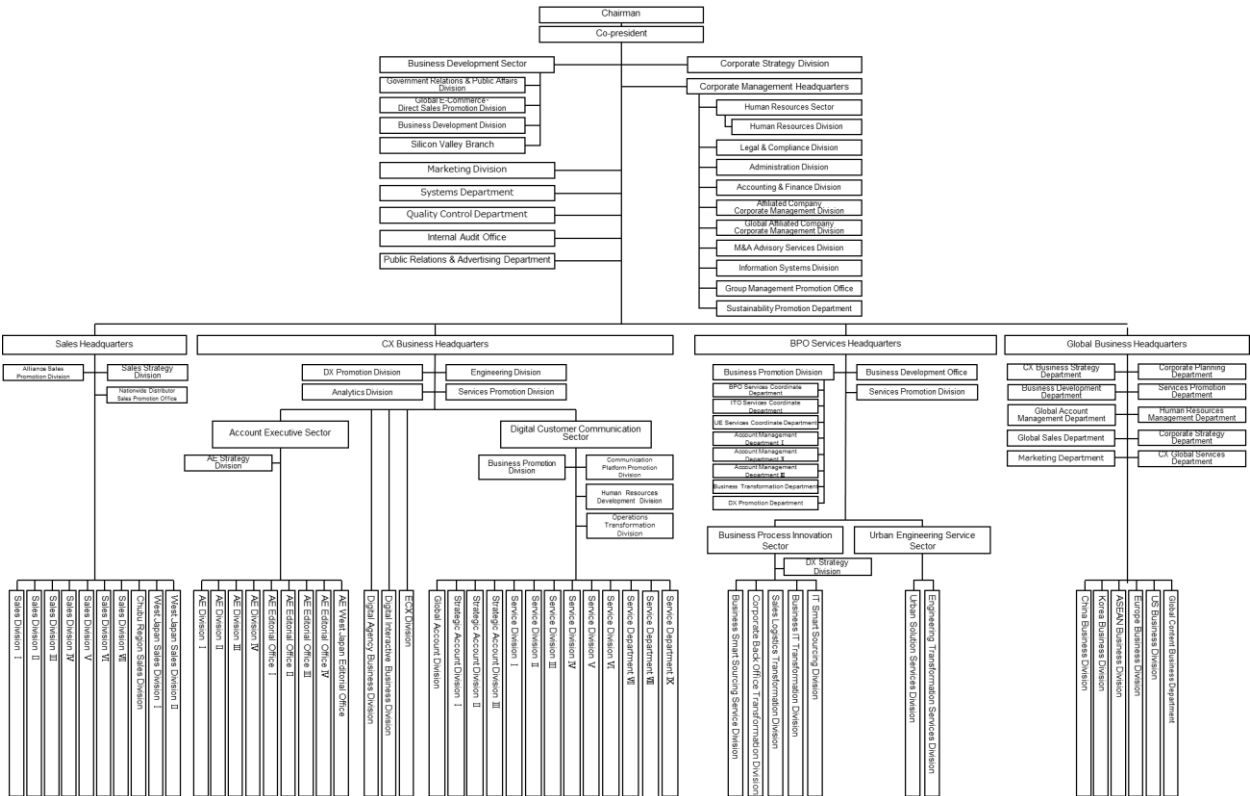 Chairman
Co-president
Business Development Sector
Government Relations & Public Affairs
Division
Global E-Commerce-
Direct Sales Promotion Division
Business Development Division
Silicon Valley Branch
Marketing Division
Systems Department
Quality Control Department
Internal Audit Office
Public Relations & Advertising Department
Corporate Strategy Division
Corporate Management Headquarters
Human Resources Sector
Human Resources Division
Legal & Compliance Division
Administration Division
Accounting & Finance Division
Affiliated Company
Corporate Management Division
Global Affiliated Company
Corporate Management Division
M&A Advisory Services Division
Information Systems Division
Group Management Promotion Office
Sustainability Promotion Department
Sales Headquarters
Alliance Sales
Promotion Division
Sales Strategy
Division
Nationwide Distributor
Sales Promotion Office
Sales Division Ⅰ
Sales Division Ⅱ
Sales Division Ⅲ
Sales Division Ⅳ
Sales Division Ⅴ
Sales Division Ⅵ
Sales Division Ⅶ
Chubu Region Sales Division
West Japan Sales Division Ⅰ
West Japan Sales Division Ⅱ
CX Business Headquarters
DX Promotion Division
Engineering Division
Analytics Division
Services Promotion Division
Account Executive Sector
AE Strategy
Division
AE Division Ⅰ
AE Division Ⅱ
AE Division Ⅲ
AE Division Ⅳ
AE Editorial Office Ⅰ
AE Editorial Office Ⅱ
AE Editorial Office Ⅲ
AE Editorial Office Ⅳ
AE West Japan Editorial Office
Digital Agency Business Division
Digital Interactive Business Division
ECX Division
Digital Customer Communication
Sector
Business Promotion
Division
Communication
Platform Promotion
Division
Human Resources
Development Division
Operations
Transformation
Division
Global Account Division
Strategic Account Division Ⅰ
Strategic Account Division Ⅱ
Strategic Account Division Ⅲ
Service Division Ⅰ
Service Division Ⅱ
Service Division Ⅲ
Service Division Ⅳ
Service Division Ⅴ
Service Division Ⅵ
Service Department Ⅶ
Service Department Ⅷ
Service Department Ⅸ
BPO Services Headquarters
Business Promotion Division
BPO Services Coordinate
Department
ITO Services Coordinate
Department
UE Services Coordinate Department
Account Management
Department Ⅰ
Account Management
Department Ⅱ
Account Management
Department Ⅲ
Business Transformation Department
DX Promotion Department
Business Development Office
Services Promotion Division
Business Process Innovation
Sector
DX Strategy
Division
Business Smart Sourcing Service Division
Corporate Back Office Transformation Division
Sales Logistics Transformation Division
Business IT Transformation Division
IT Smart Sourcing Division
Urban Engineering Service
Sector
Urban Solution Services Division
Engineering Transformation Services Division
Global Business Headquarters
CX Business Strategy
Department
Corporate Planning
Department
Business Development
Department
Services Promotion
Department
Global Account
Management Department
Human Resources
Management Department
Global Sales Department
Corporate Strategy
Department
Marketing Department
CX Global Services
Department
China Business Division
Korea Business Division
ASEAN Business Division
Europe Business Division
US Business Division
Global Content Business Department